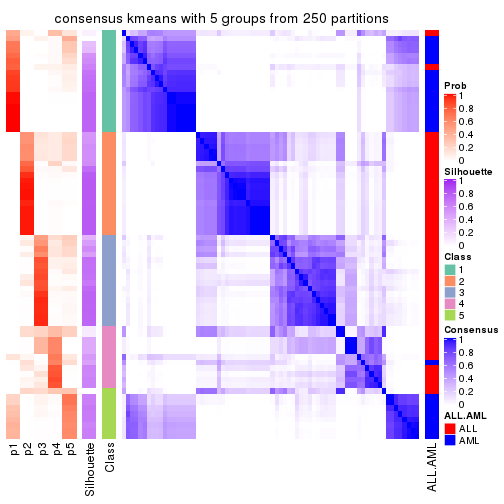 consensus kmeans with 5 groups from 250 partitions
p1
p2
p3
p4
p5
Silhouette
Class
ALL.AML
Prob
1
0.8
0.6
0.4
0.2
0
Silhouette
1
0.8
0.6
0.4
0.2
0
Class
1
2
3
4
5
Consensus
1
0.8
0.6
0.4
0.2
0
ALL.AML
ALL
AML